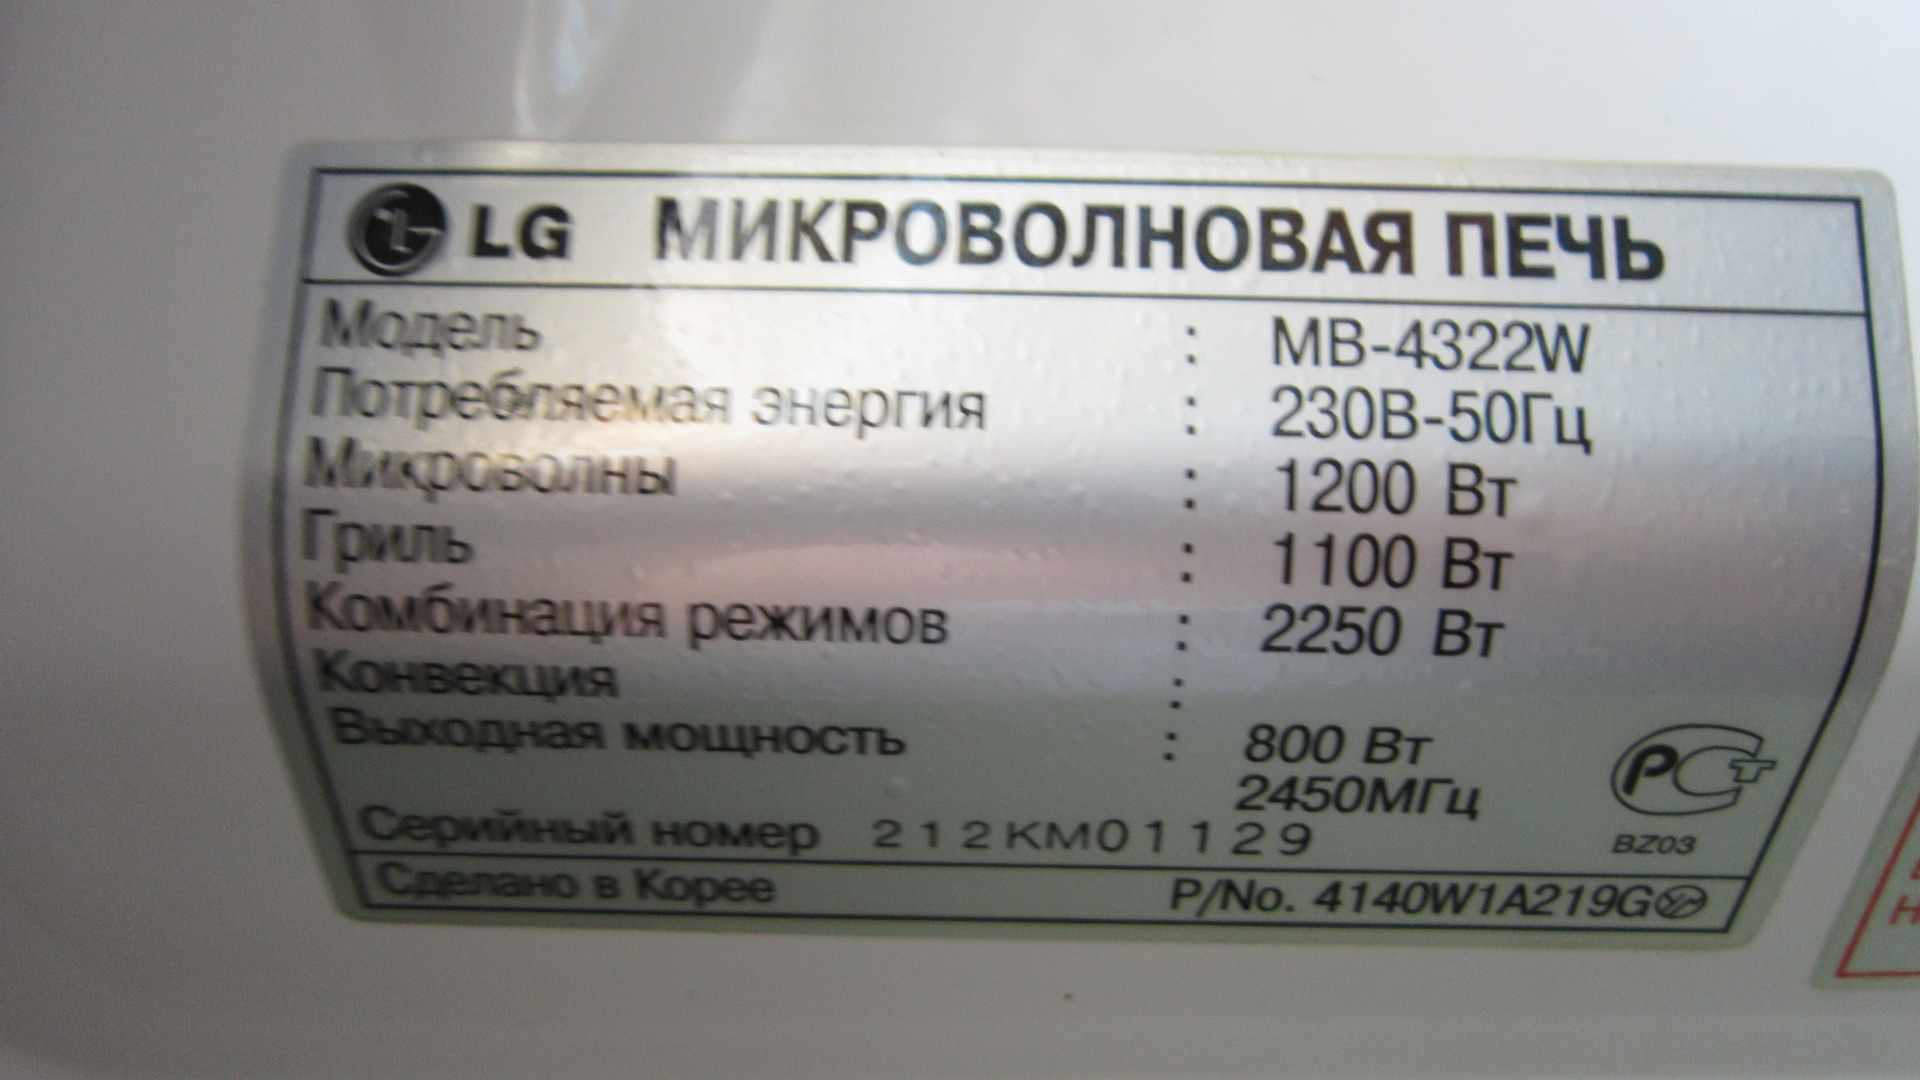 LG МИКРОВОЛНОВАЯ ПЕЧЬ
Модель : MB-4322W
Потребляемая энергия : 230В-50Гц
Микроволны : 1200 Вт
Гриль : 1100 Вт
Комбинация режимов : 2250 Вт
Конвекция :
Выходная мощность : 800 Вт
2450МГц
Серийный номер 212KM01129
РСТ
BZ03
Сделано в Корее P/No. 4140W1A219G